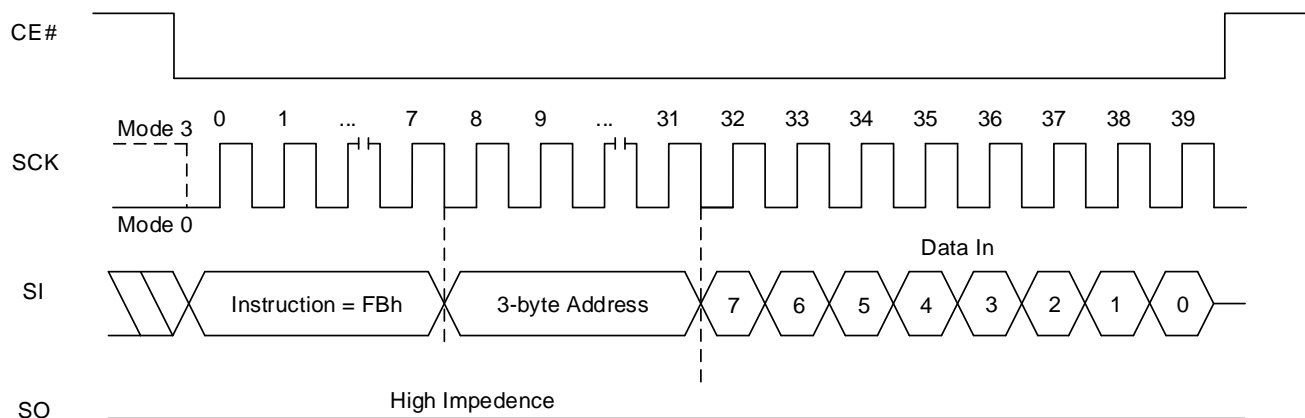 CE#
Mode 3
0 1 ... 7 8 9 ... 31 32 33 34 35 36 37 38 39
SCK
Mode 0
Data In
SI
Instruction = FBh
3-byte Address
7 6 5 4 3 2 1 0
High Impedence
SO